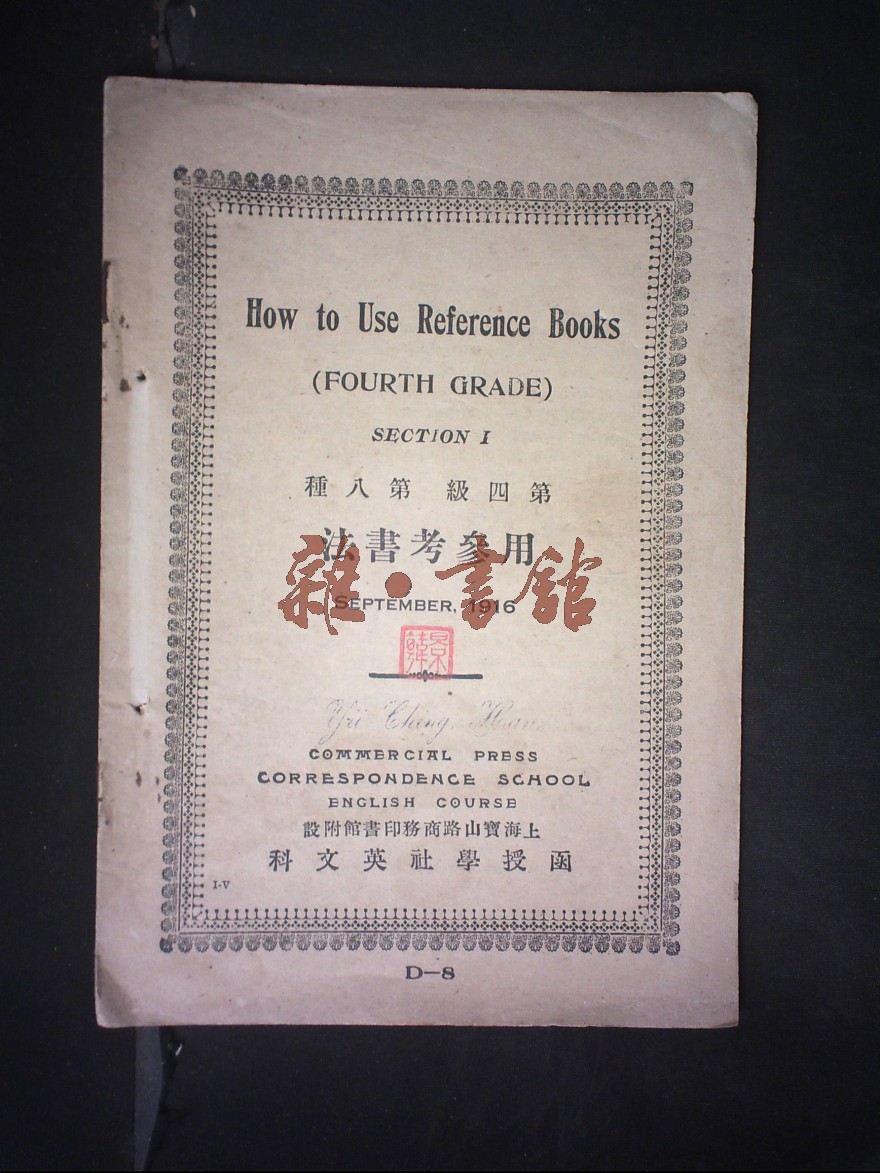 How to Use Reference Books
(FOURTH GRADE)
SECTION I
第四級 第八種
用參考書法
雜·書館
SEPTEMBER, 1916
Yü Ching
COMMERCIAL PRESS
CORRESPONDENCE SCHOOL
ENGLISH COURSE
上海寶山路商務印書館附設
函授學社英文科
I-V
D-8